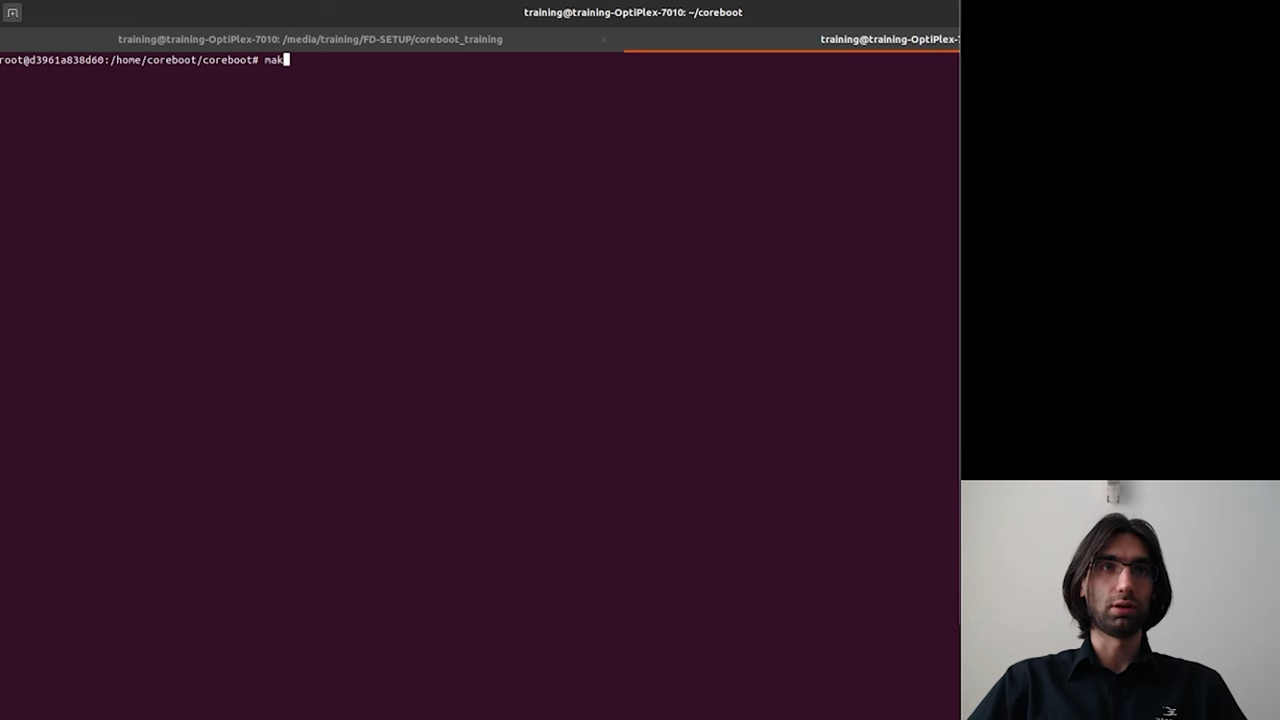 training@training-OptiPlex-7010: ~/coreboot
training@training-OptiPlex-7010: /media/training/FD-SETUP/coreboot_training
training@training-OptiPlex-
root@d3961a838d60:/home/coreboot/coreboot# mak